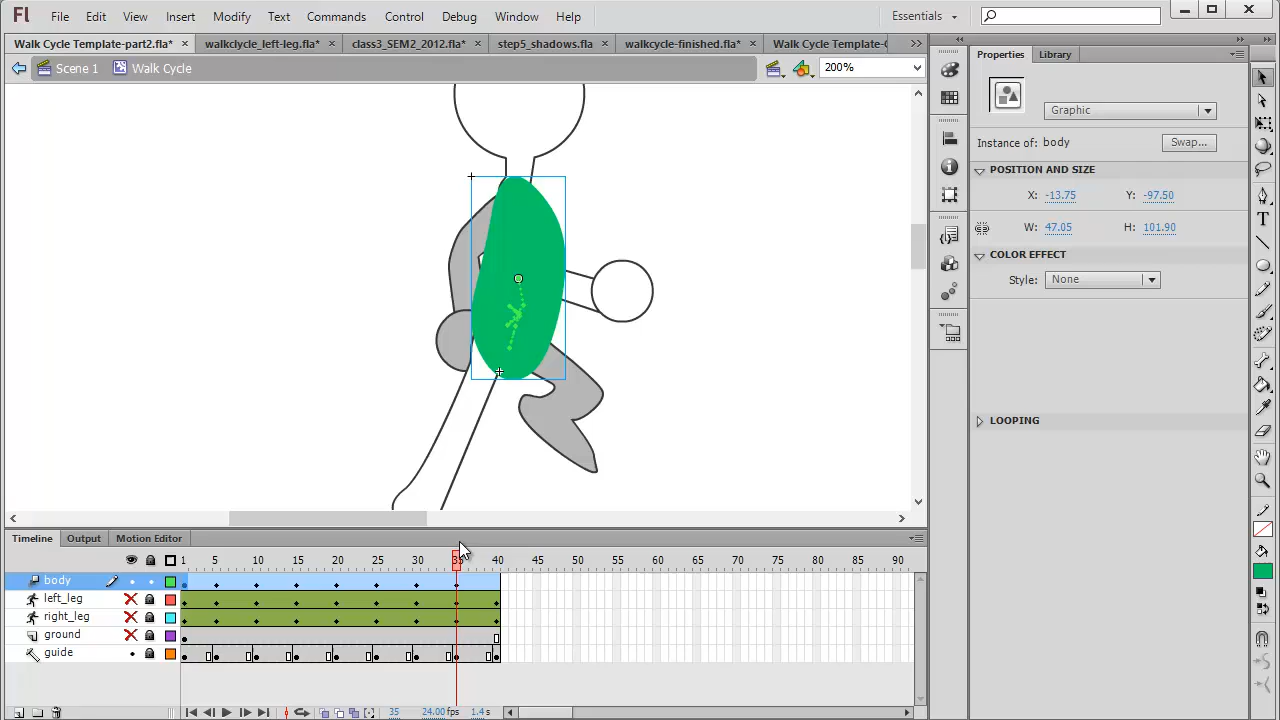 Fl File Edit View Insert Modify Text Commands Control Debug Window Help Essentials
Walk Cycle Template-part2.fla* × walkclycle_left-leg.fla* × class3_SEM2_2012.fla* × step5_shadows.fla × walkcycle-finished.fla* × Walk Cycle Template-
Scene 1 Walk Cycle 200%
Properties Library
Graphic
Instance of: body Swap...
POSITION AND SIZE
X: -13.75 Y: -97.50
W: 47.05 H: 101.90
COLOR EFFECT
Style: None
LOOPING
Timeline Output Motion Editor
1 5 10 15 20 25 30 35 40 45 50 55 60 65 70 75 80 85 90
body
left_leg
right_leg
ground
guide
35 24.00 fps 1.4 s